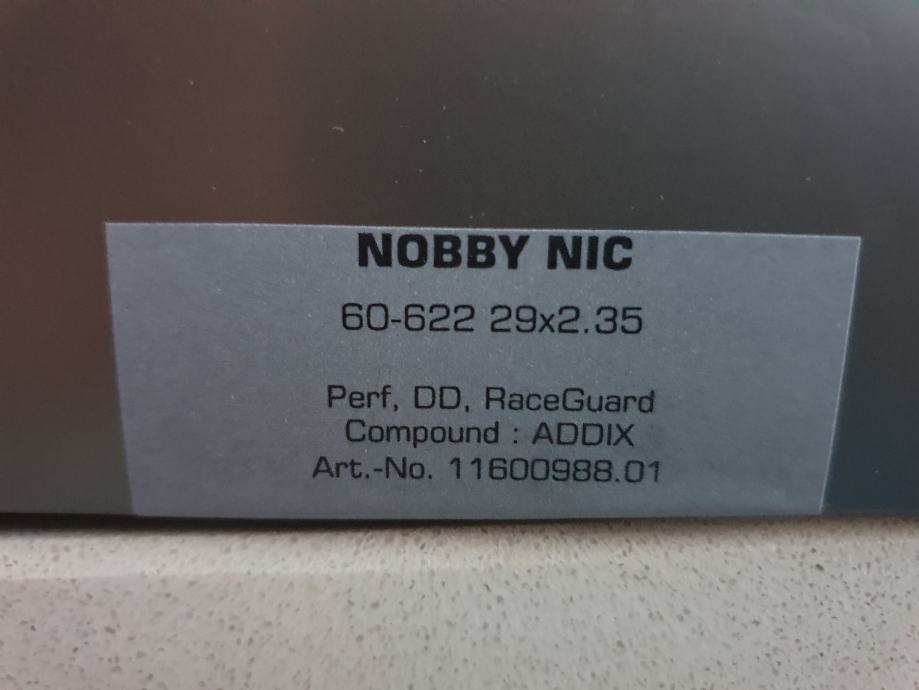 NOBBY NIC
60-622 29x2.35
Perf, DD, RaceGuard
Compound : ADDIX
Art.-No. 11600988.01